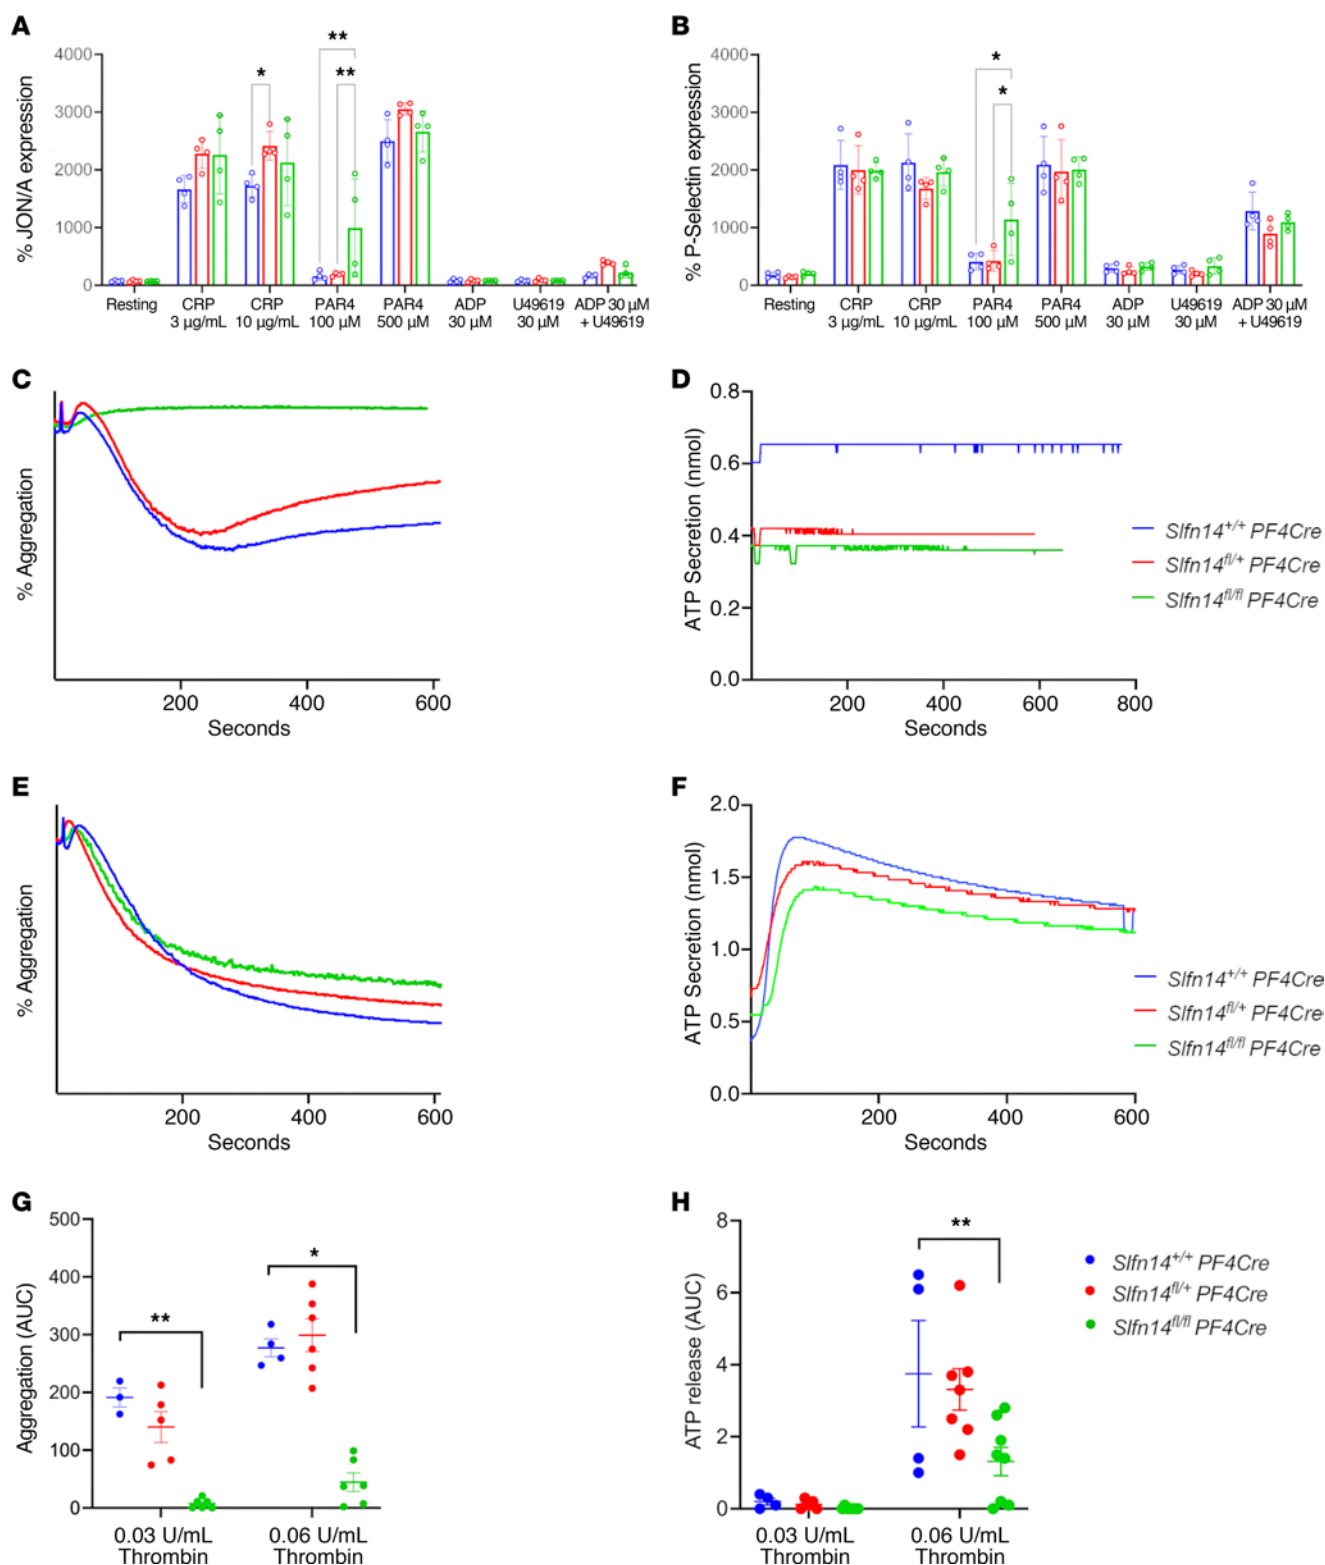 A
% JON/A expression
4000
3000
2000
1000
0
** 
* **
Resting CRP CRP PAR4 PAR4 ADP U49619 ADP 30 µM
3 µg/mL 10 µg/mL 100 µM 500 µM 30 µM 30 µM + U49619
B
% P-Selectin expression
4000
3000
2000
1000
0
*
*
Resting CRP CRP PAR4 PAR4 ADP U49619 ADP 30 µM
3 µg/mL 10 µg/mL 100 µM 500 µM 30 µM 30 µM + U49619
C
% Aggregation
200 400 600
Seconds
D
ATP Secretion (nmol)
0.8
0.6
0.4
0.2
0.0
200 400 600 800
Seconds
Slfn14+/+ PF4Cre
Slfn14fl/+ PF4Cre
Slfn14fl/fl PF4Cre
E
% Aggregation
200 400 600
Seconds
F
ATP Secretion (nmol)
2.0
1.5
1.0
0.5
0.0
200 400 600
Seconds
Slfn14+/+ PF4Cre
Slfn14fl/+ PF4Cre
Slfn14fl/fl PF4Cre
G
Aggregation (AUC)
500
400
300
200
100
0
*
**
0.03 U/mL 0.06 U/mL
Thrombin Thrombin
H
ATP release (AUC)
8
6
4
2
0
**
0.03 U/mL 0.06 U/mL
Thrombin Thrombin
Slfn14+/+ PF4Cre
Slfn14fl/+ PF4Cre
Slfn14fl/fl PF4Cre